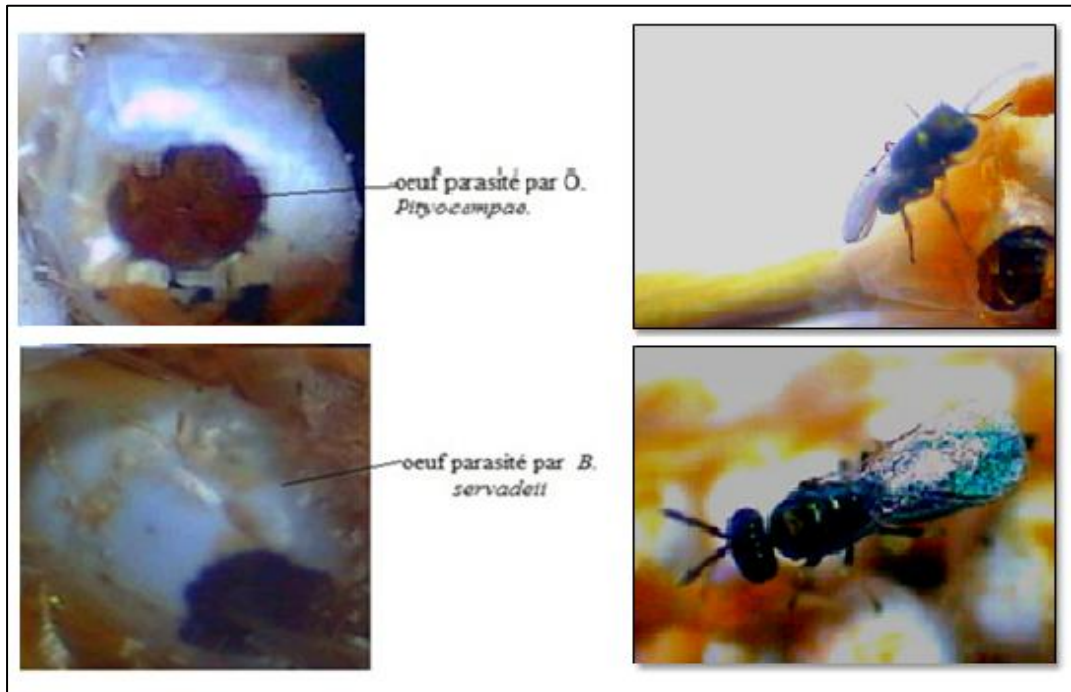 oeuf parasité par O.
Pityocampae.
oeuf parasité par B.
servadeii